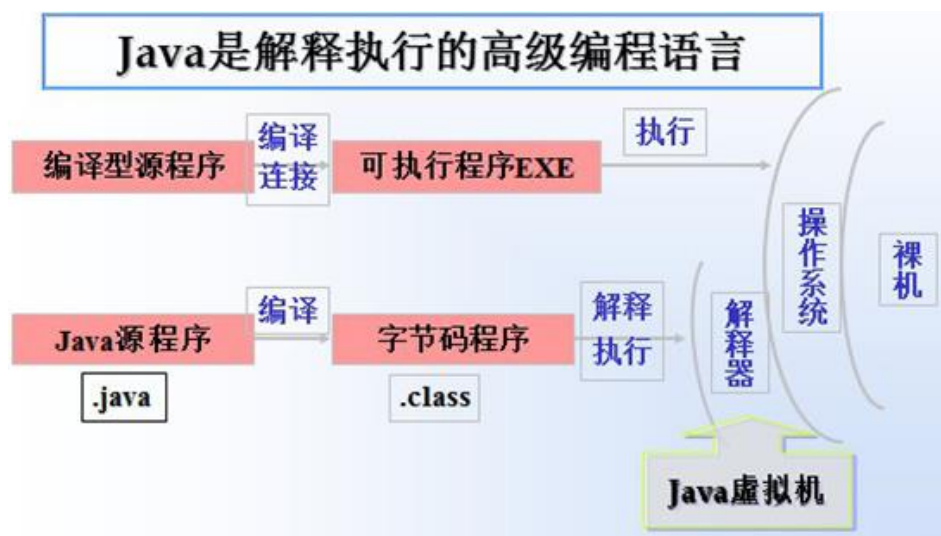 Java是解释执行的高级编程语言
编译型源程序
编译
连接
可执行程序EXE
执行
操作系统
裸机
Java源程序
编译
字节码程序
解释
执行
解释器
.java
.class
Java虚拟机